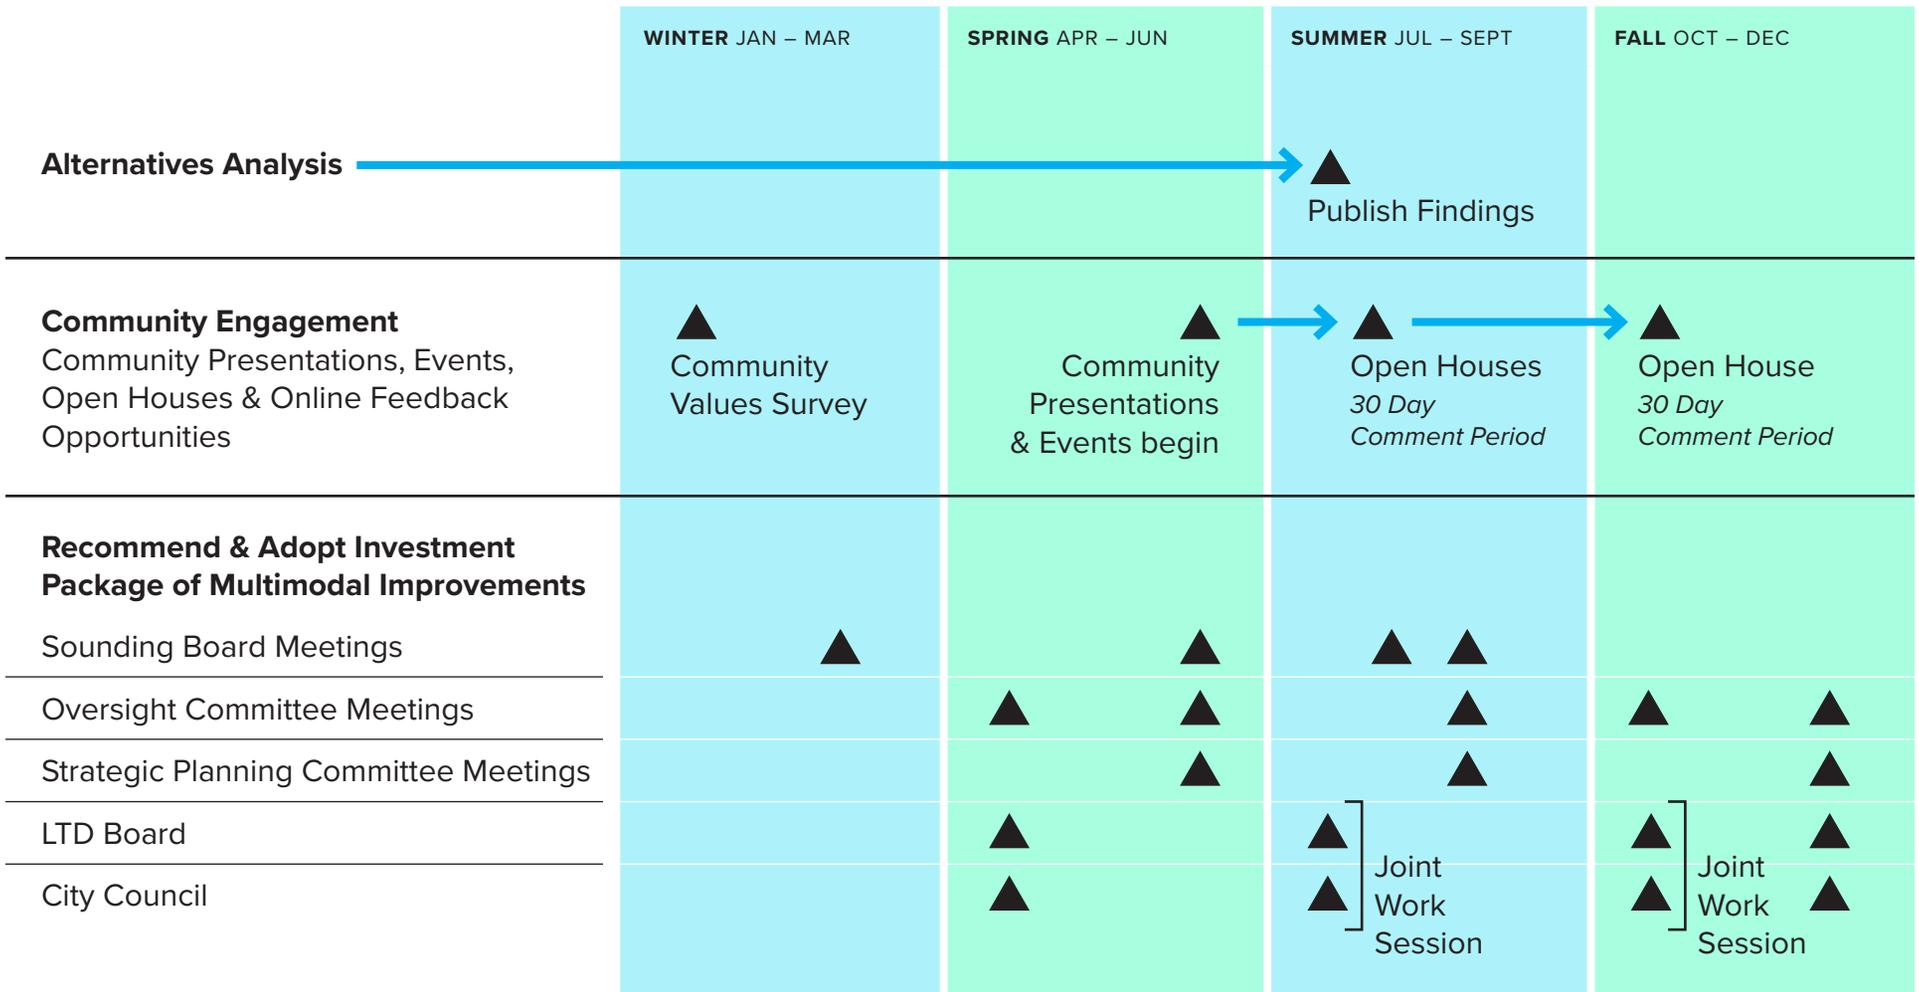 WINTER JAN – MAR
SPRING APR – JUN
SUMMER JUL – SEPT
FALL OCT – DEC
Alternatives Analysis
Publish Findings
Community Engagement
Community Presentations, Events,
Open Houses & Online Feedback
Opportunities
Community
Values Survey
Community
Presentations
& Events begin
Open Houses
30 Day
Comment Period
Open House
30 Day
Comment Period
Recommend & Adopt Investment
Package of Multimodal Improvements
Sounding Board Meetings
Oversight Committee Meetings
Strategic Planning Committee Meetings
LTD Board
City Council
Joint
Work
Session
Joint
Work
Session